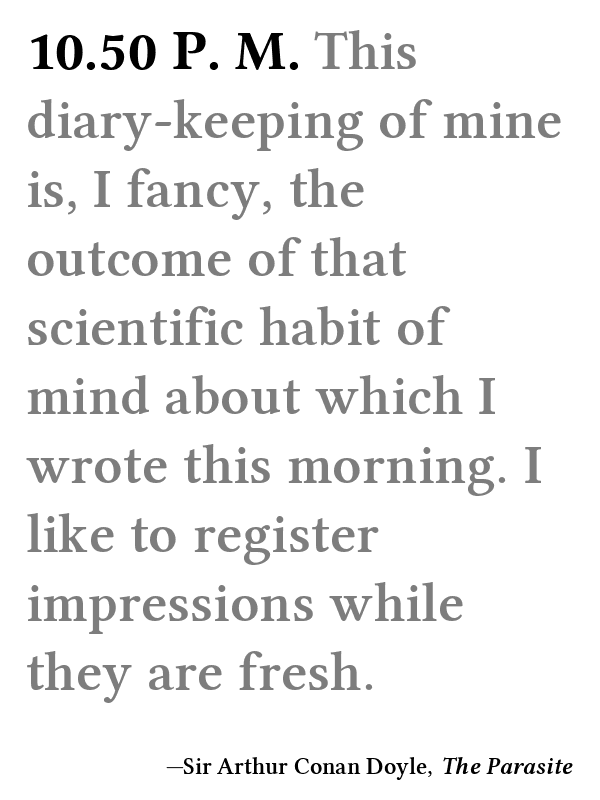 10.50 P. M. This
diary-keeping of mine
is, I fancy, the
outcome of that
scientific habit of
mind about which I
wrote this morning. I
like to register
impressions while
they are fresh.
—Sir Arthur Conan Doyle, The Parasite